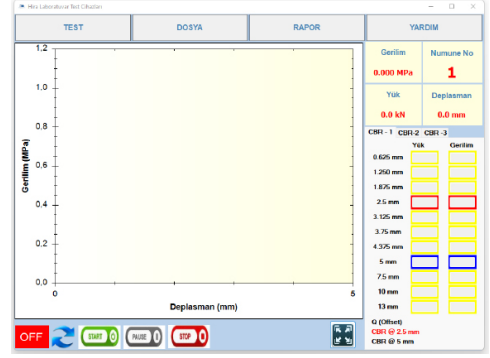 Hira Laboratuvar Test Cihazları
TEST DOSYA RAPOR YARDIM
Gerilim Numune No
0.000 MPa 1
Yük Deplasman
0.0 kN 0.0 mm
CBR - 1 CBR-2 CBR -3
Yük Gerilim
0.625 mm
1.250 mm
1.875 mm
2.5 mm
3.125 mm
3.75 mm
4.375 mm
5 mm
7.5 mm
10 mm
13 mm
Q (Offset)
CBR @ 2.5 mm
CBR @ 5 mm
1,2
1,0
0,8
0,6
0,4
0,2
0,0
Gerilim (MPa)
0 5
Deplasman (mm)
OFF START PAUSE STOP